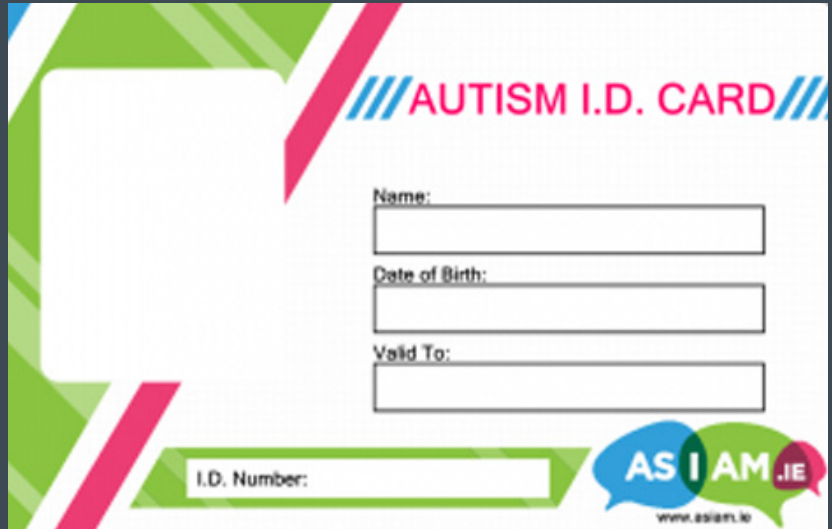 ///AUTISM I.D. CARD///
Name:
Date of Birth:
Valid To:
I.D. Number:
AS I AM .IE
www.asiam.ie